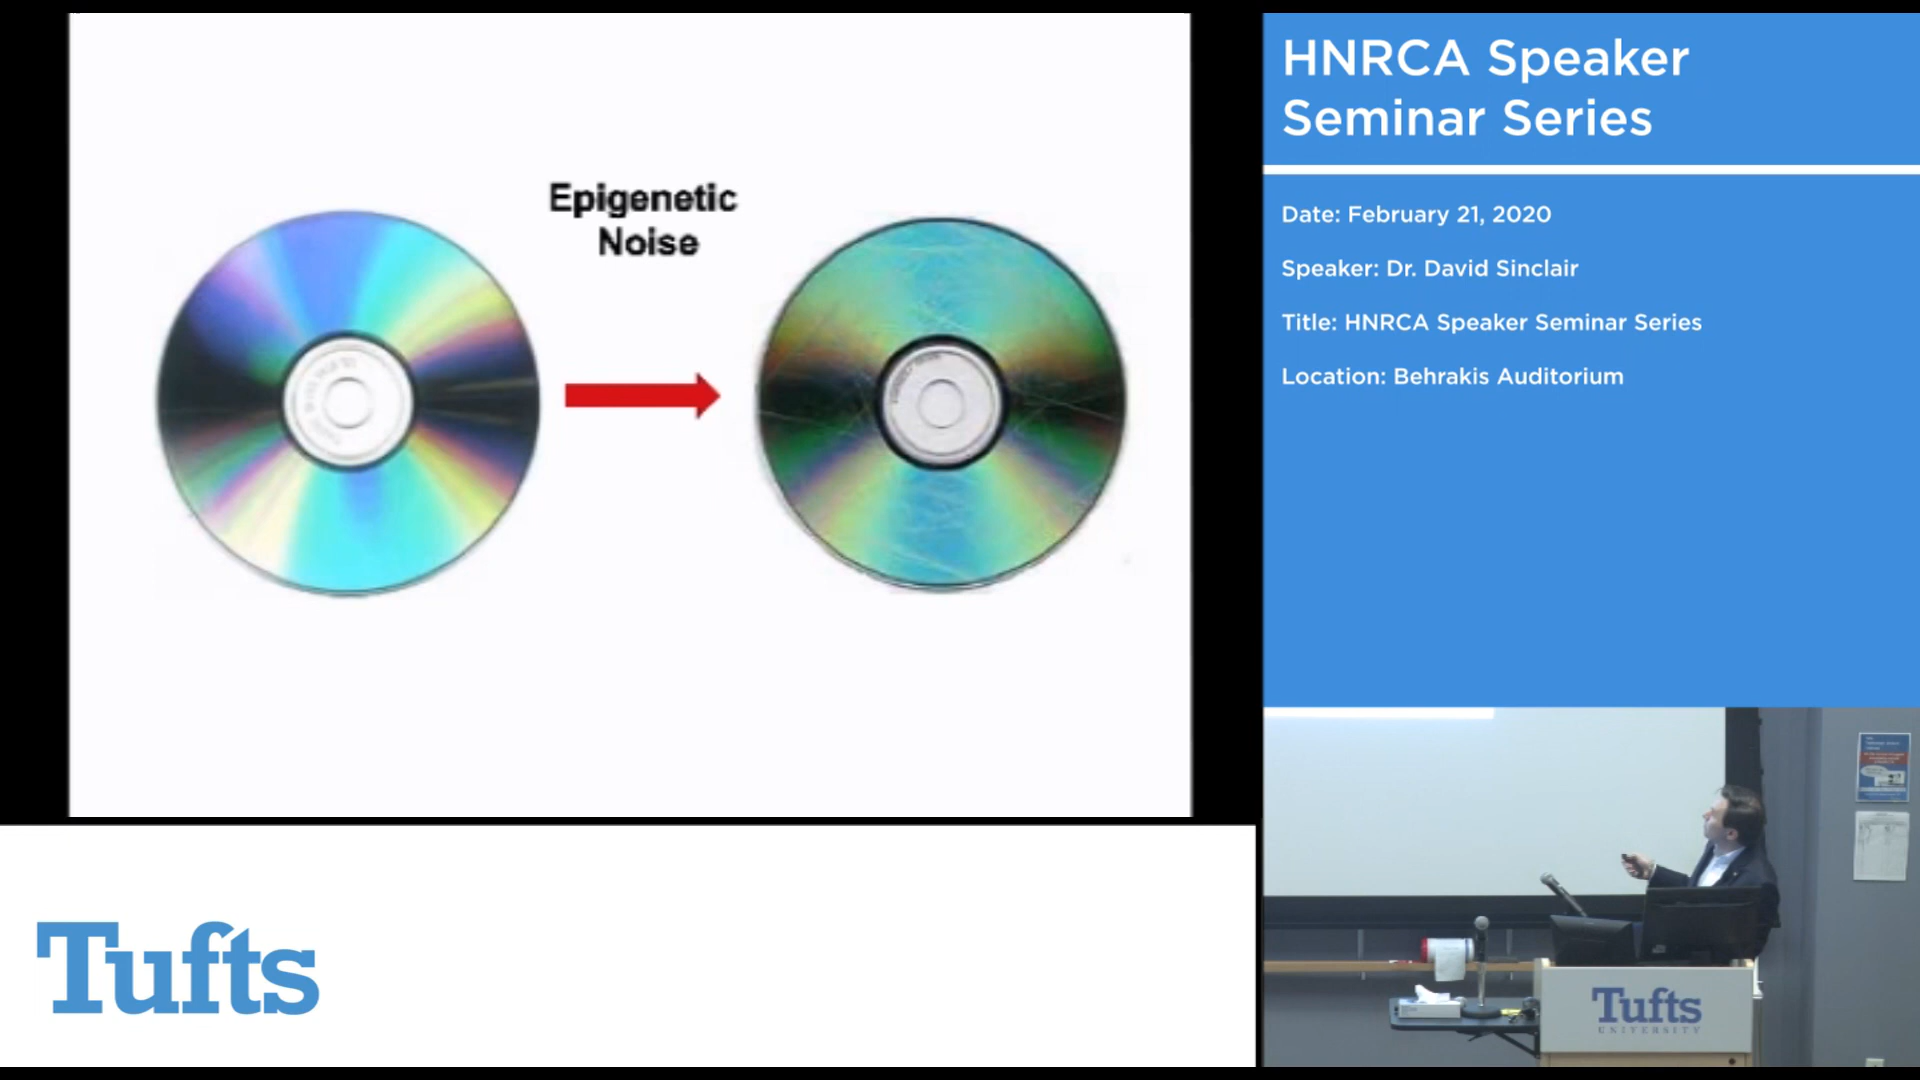 Epigenetic
Noise
HNRCA Speaker
Seminar Series
Date: February 21, 2020
Speaker: Dr. David Sinclair
Title: HNRCA Speaker Seminar Series
Location: Behrakis Auditorium
Tufts
Tufts
UNIVERSITY